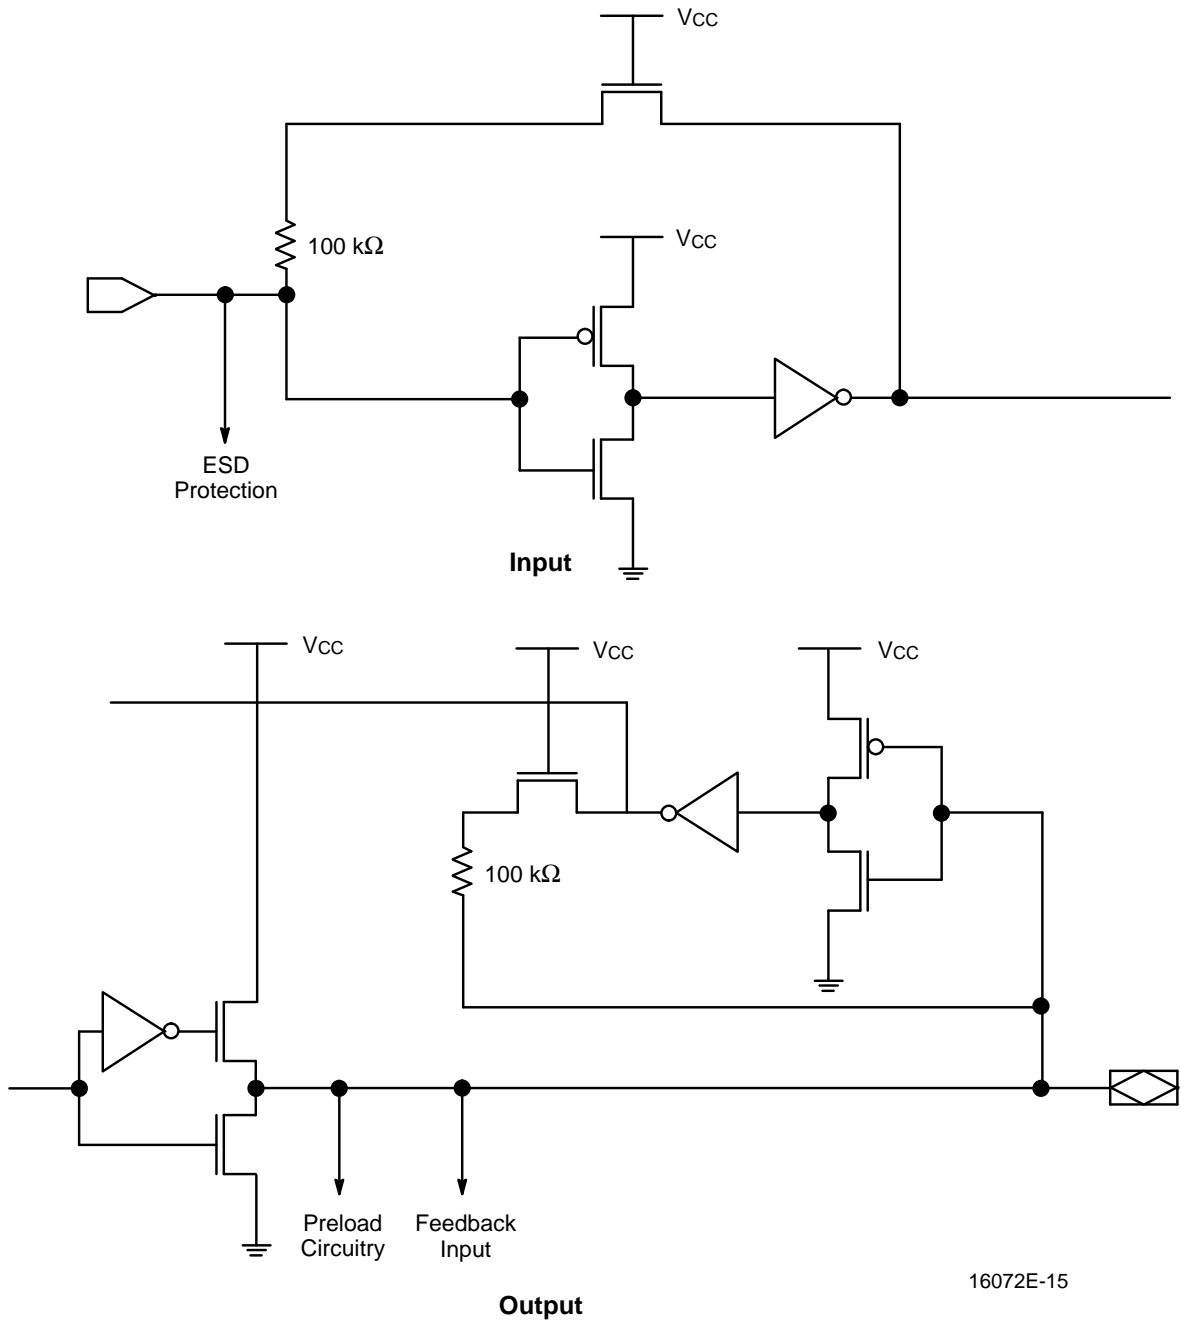 VCC
100 kΩ
VCC
ESD
Protection
Input
VCC
VCC
VCC
100 kΩ
Preload
Circuitry
Feedback
Input
16072E-15
Output